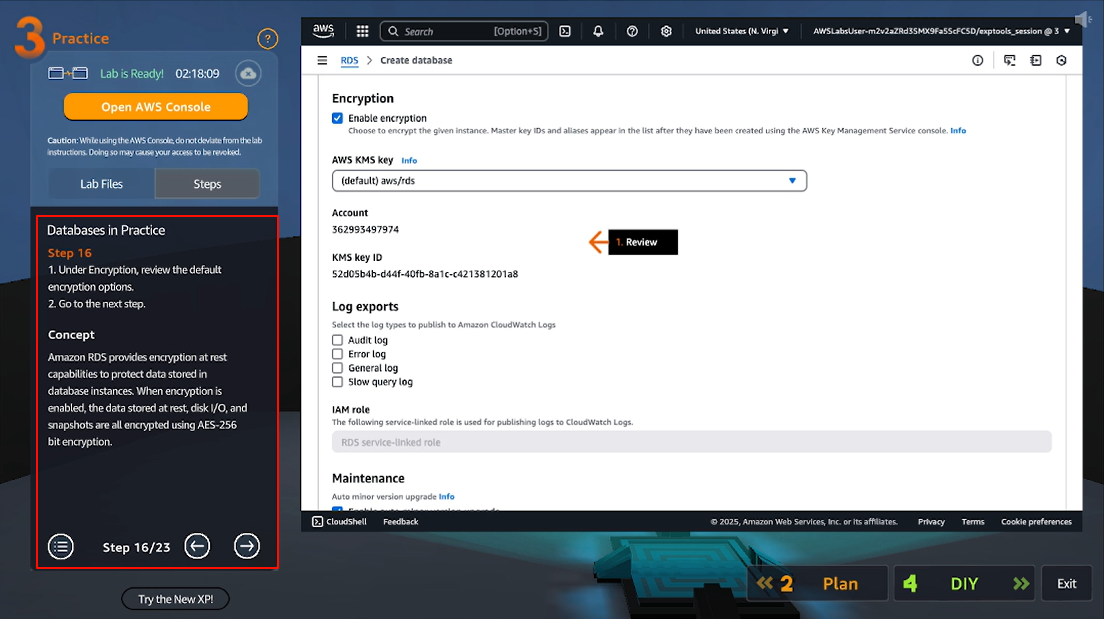 3 Practice
?
Lab is Ready! 02:18:09
Open AWS Console
Caution: While using the AWS Console, do not deviate from the lab
instructions. Doing so may cause your access to be revoked.
Lab Files Steps
Databases in Practice
Step 16
1. Under Encryption, review the default
encryption options.
2. Go to the next step.
Concept
Amazon RDS provides encryption at rest
capabilities to protect data stored in
database instances. When encryption is
enabled, the data stored at rest, disk I/O, and
snapshots are all encrypted using AES-256
bit encryption.
Step 16/23
Try the New XP!
aws Search [Option+S] United States (N. Virgi AWSLabsUser-m2v2aZRd35MX9Fa5ScFC5D/exptools_session @ 3
RDS > Create database
Encryption
Enable encryption
Choose to encrypt the given instance. Master key IDs and aliases appear in the list after they have been created using the AWS Key Management Service console. Info
AWS KMS key Info
(default) aws/rds
Account
362993497974
1. Review
KMS key ID
52d05b4b-d44f-40fb-8a1c-c421381201a8
Log exports
Select the log types to publish to Amazon CloudWatch Logs
Audit log
Error log
General log
Slow query log
IAM role
The following service-linked role is used for publishing logs to CloudWatch Logs.
RDS service-linked role
Maintenance
Auto minor version upgrade Info
Enable auto minor version upgrade
CloudShell Feedback © 2025, Amazon Web Services, Inc. or its affiliates. Privacy Terms Cookie preferences
2 Plan
4 DIY
Exit